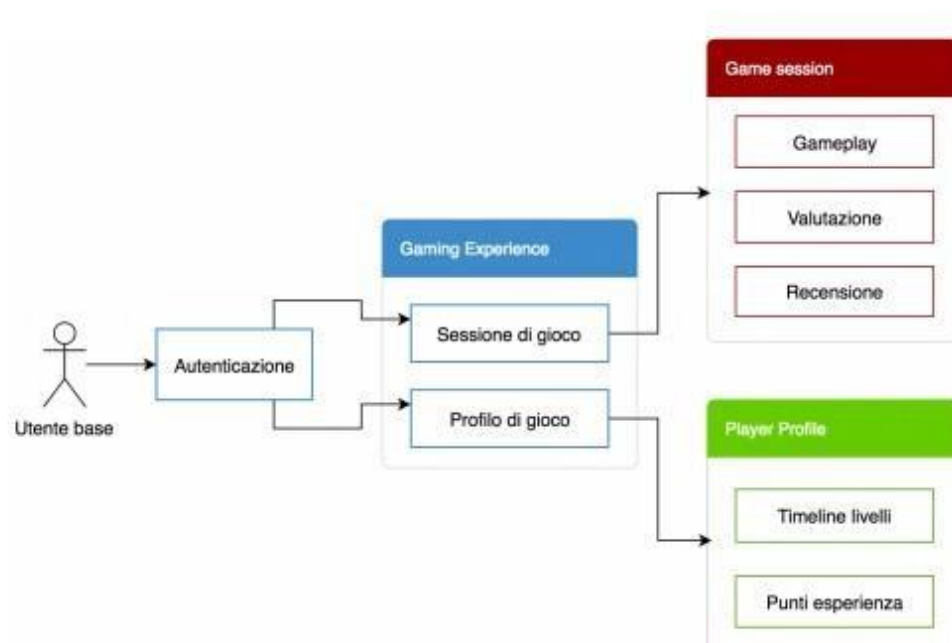 Game session
Gameplay
Valutazione
Recensione
Gaming Experience
Sessione di gioco
Profilo di gioco
Autenticazione
Utente base
Player Profile
Timeline livelli
Punti esperienza